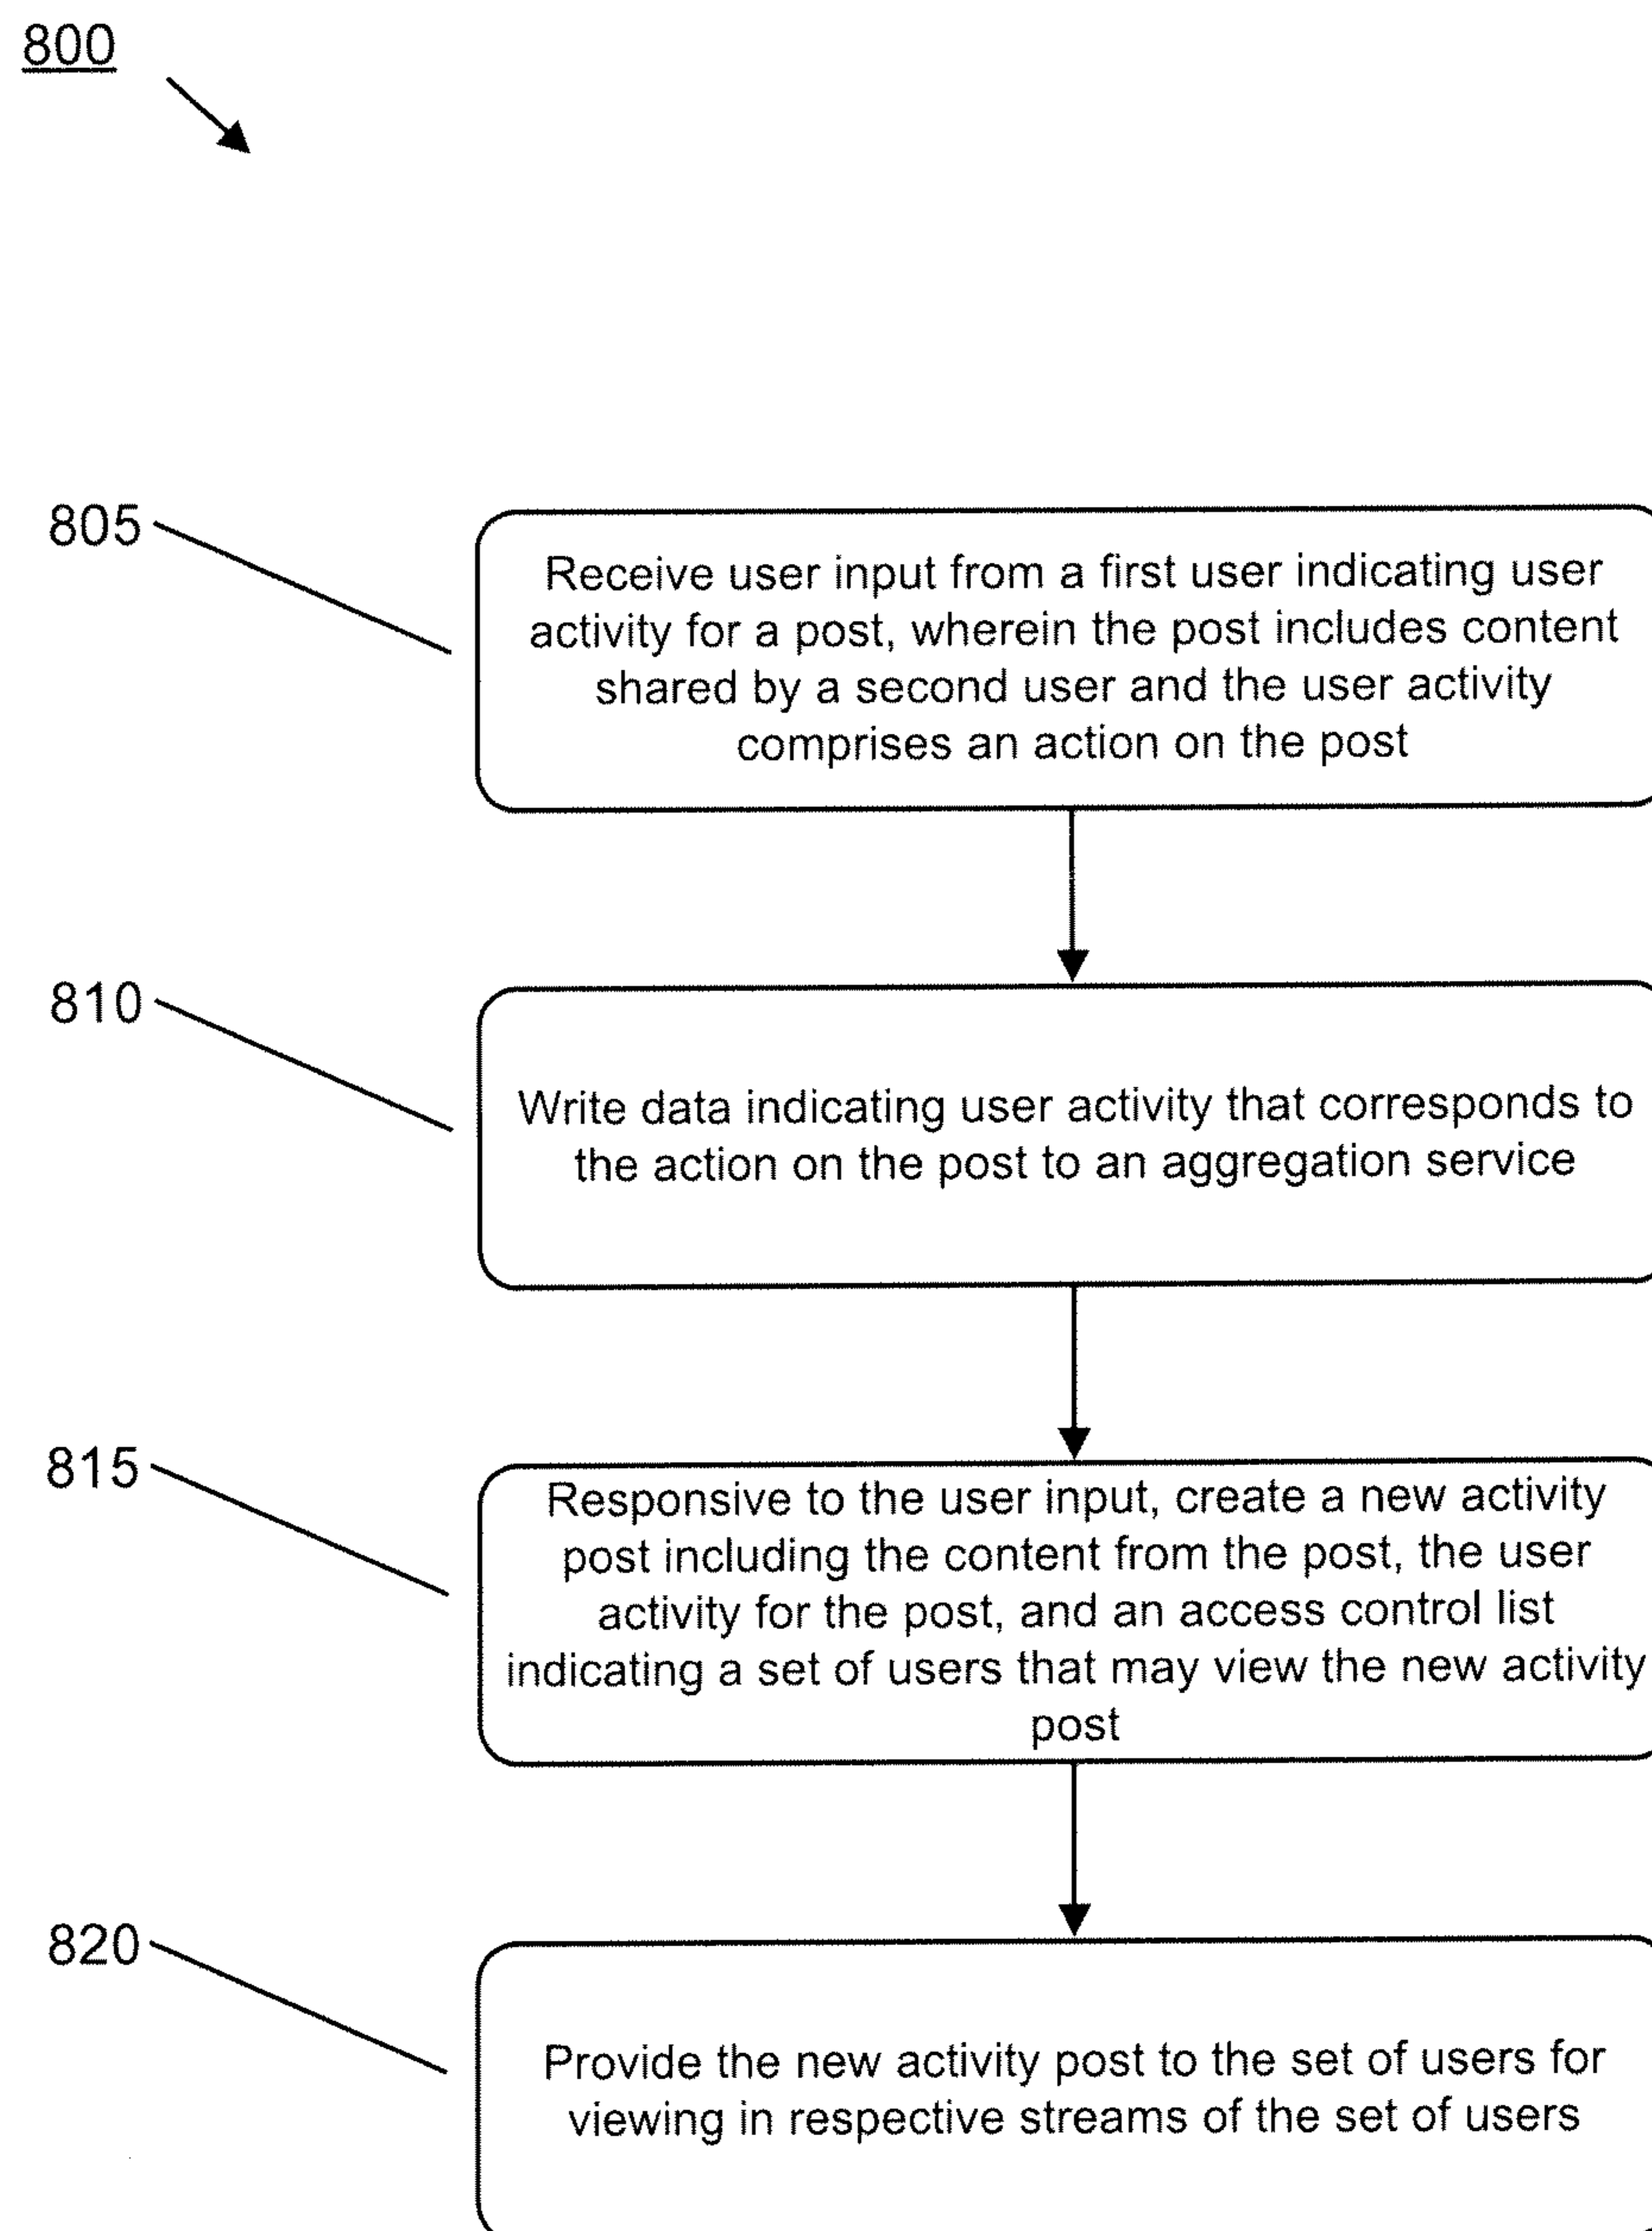 800
805
Receive user input from a first user indicating user
activity for a post, wherein the post includes content
shared by a second user and the user activity
comprises an action on the post
810
Write data indicating user activity that corresponds to
the action on the post to an aggregation service
815
Responsive to the user input, create a new activity
post including the content from the post, the user
activity for the post, and an access control list
indicating a set of users that may view the new activity
post
820
Provide the new activity post to the set of users for
viewing in respective streams of the set of users